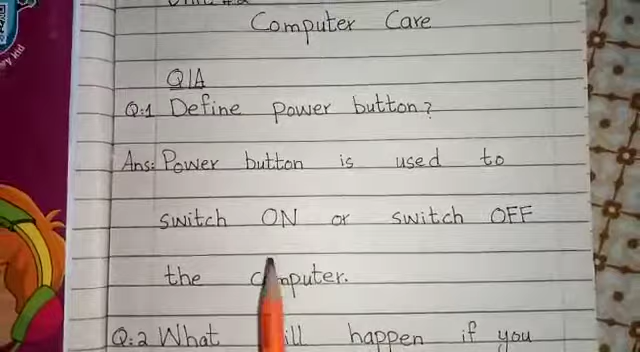 Computer Care
Q/A
Q:1 Define power button?
Ans: Power button is used to
switch ON or switch OFF
the computer.
Q:2 What will happen if you